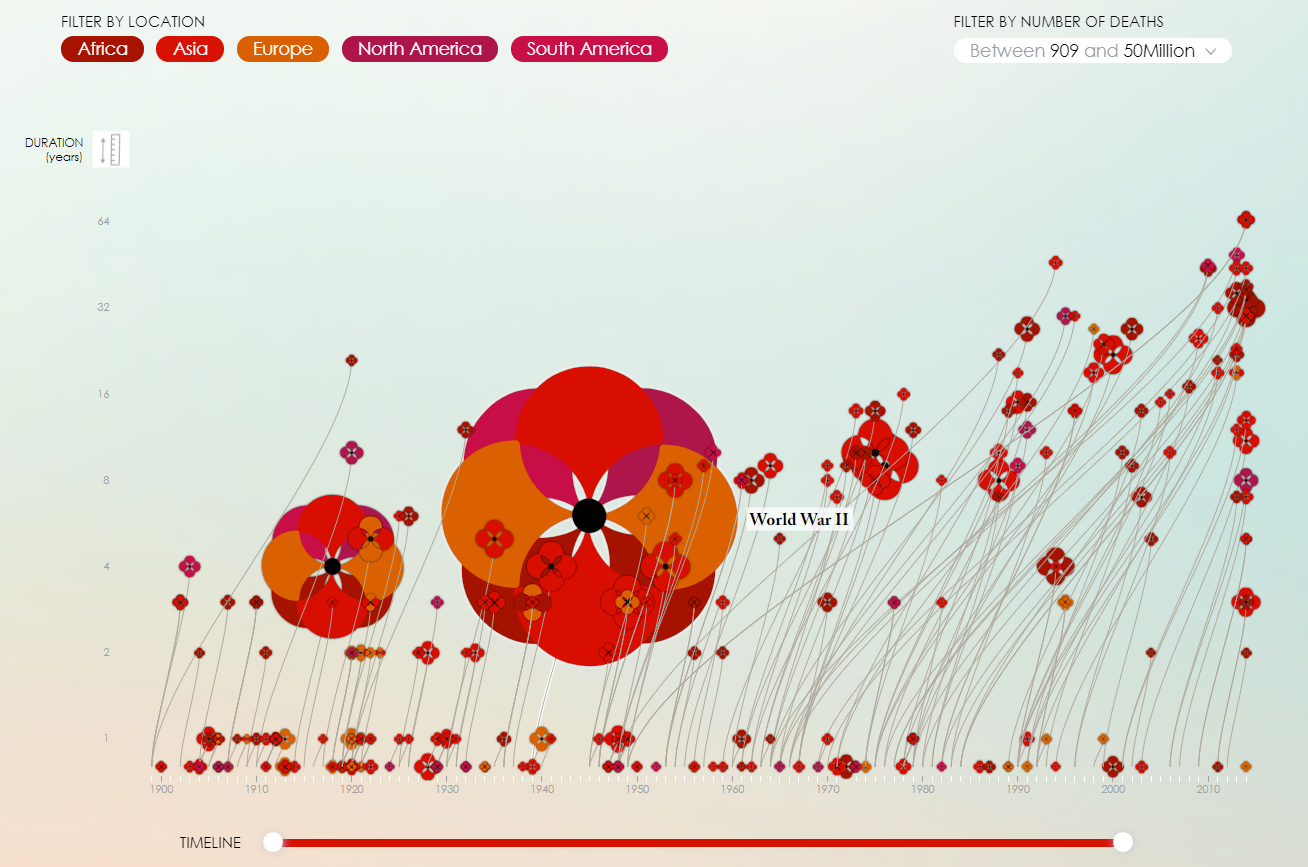 FILTER BY LOCATION
FILTER BY NUMBER OF DEATHS
Africa Asia Europe North America South America
Between 909 and 50Million
DURATION
(years)
64
32
16
8
World War II
4
2
1
1900 1910 1920 1930 1940 1950 1960 1970 1980 1990 2000 2010
TIMELINE